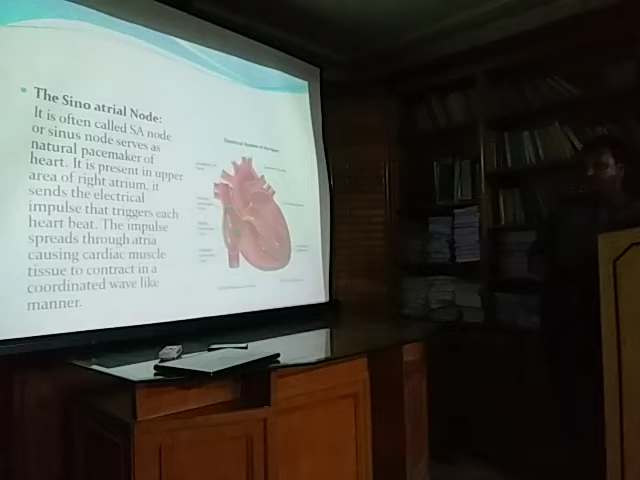 The Sino atrial Node:
It is often called SA node
or sinus node serves as
natural pacemaker of
heart. It is present in upper
area of right atrium, it
sends the electrical
impulse that triggers each
heart beat. The impulse
spreads through atria
causing cardiac muscle
tissue to contract in a
coordinated wave like
manner.